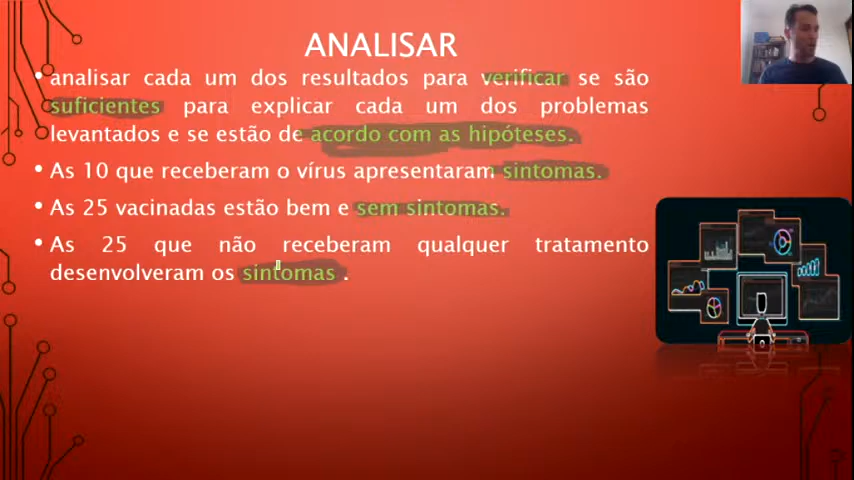 ANALISAR
• analisar cada um dos resultados para verificar se são
suficientes para explicar cada um dos problemas
levantados e se estão de acordo com as hipóteses.
• As 10 que receberam o vírus apresentaram sintomas.
• As 25 vacinadas estão bem e sem sintomas.
• As 25 que não receberam qualquer tratamento
desenvolveram os sintomas .